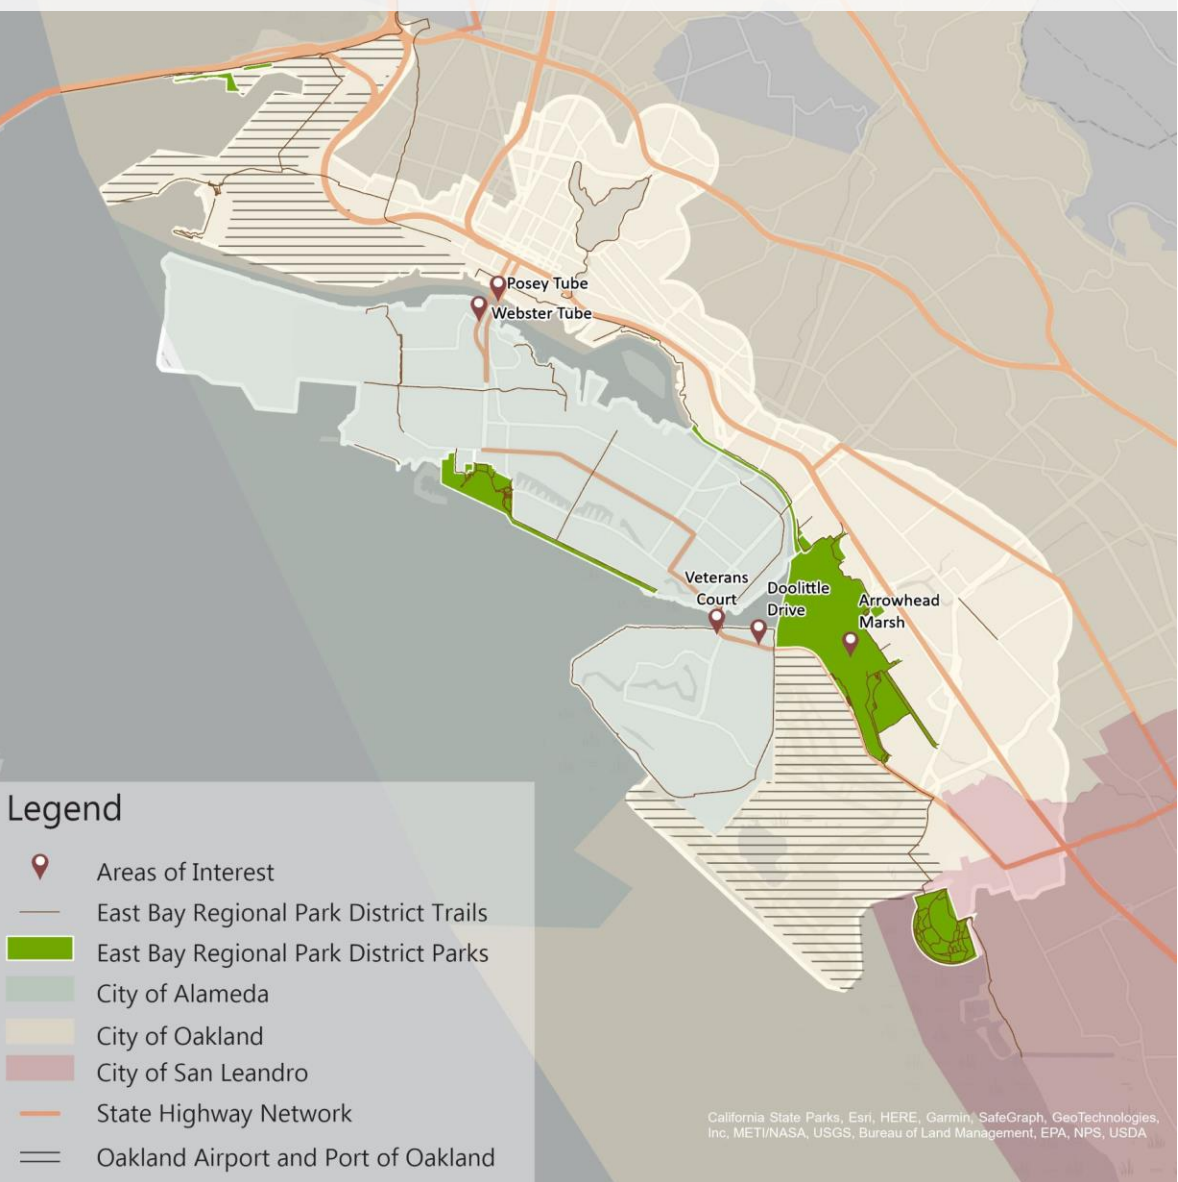 Posey Tube
Webster Tube
Veterans
Court
Doolittle
Drive
Arrowhead
Marsh
Legend
Areas of Interest
East Bay Regional Park District Trails
East Bay Regional Park District Parks
City of Alameda
City of Oakland
City of San Leandro
State Highway Network
Oakland Airport and Port of Oakland
California State Parks, Esri, HERE, Garmin, SafeGraph, GeoTechnologies,
Inc, METI/NASA, USGS, Bureau of Land Management, EPA, NPS, USDA